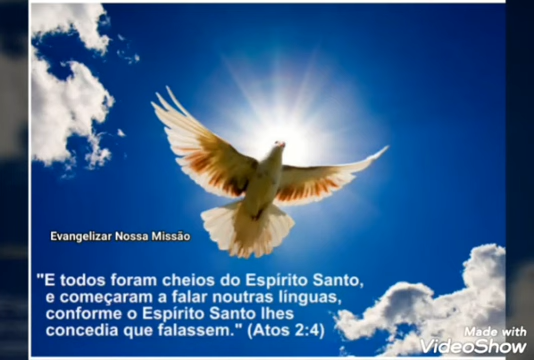 Evangelizar Nossa Missão
"E todos foram cheios do Espírito Santo,
e começaram a falar noutras línguas,
conforme o Espírito Santo lhes
concedia que falassem." (Atos 2:4)
Made with
VideoShow